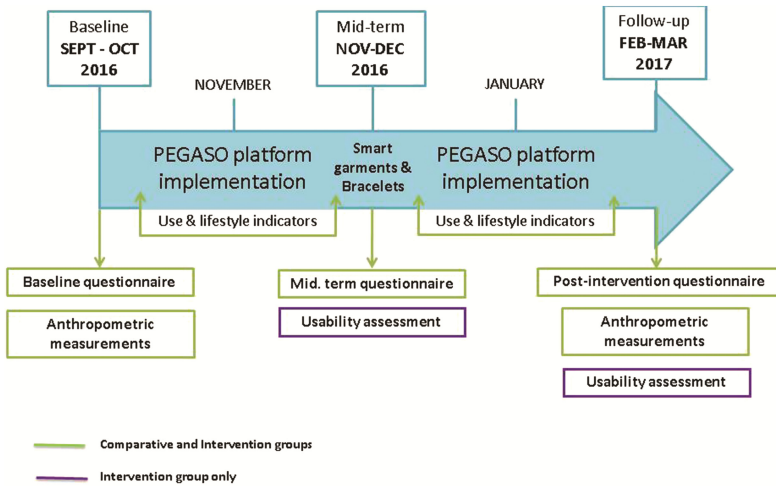 Baseline
SEPT - OCT
2016
Mid-term
NOV-DEC
2016
Follow-up
FEB-MAR
2017
NOVEMBER
JANUARY
PEGASO platform
implementation
Smart
garments &
Bracelets
PEGASO platform
implementation
Use & lifestyle indicators
Use & lifestyle indicators
Baseline questionnaire
Mid. term questionnaire
Post-intervention questionnaire
Anthropometric
measurements
Usability assessment
Anthropometric
measurements
Usability assessment
Comparative and Intervention groups
Intervention group only